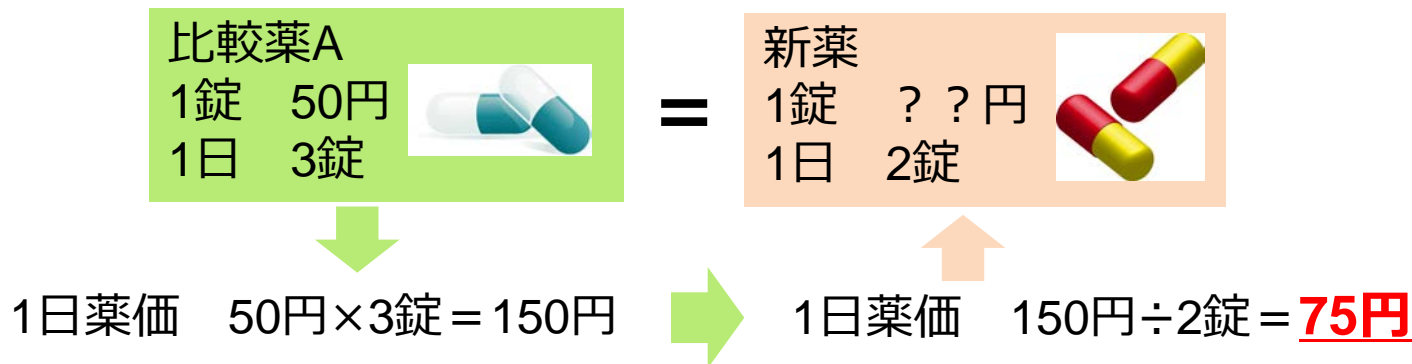 比較薬A
1錠　50円
1日　3錠
=
新薬
1錠　？？円
1日　2錠
1日薬価　50円×3錠＝150円
1日薬価　150円÷2錠＝75円